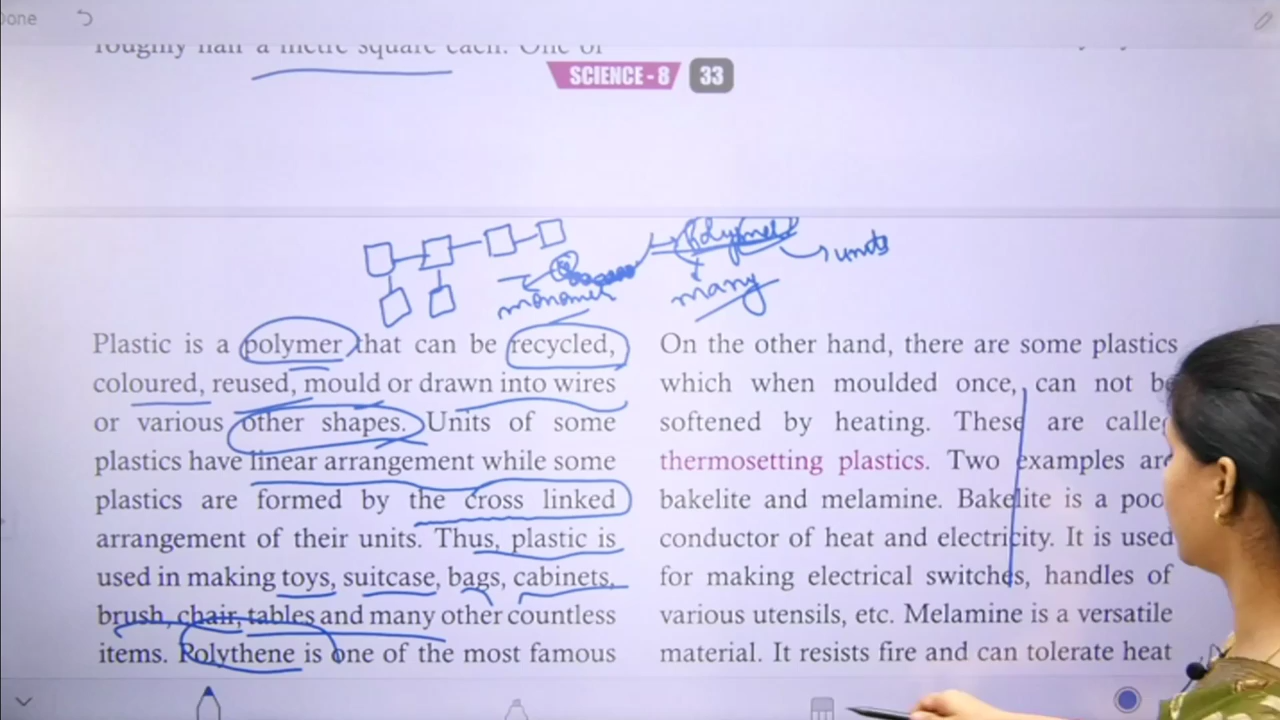 roughly half a metre square each. One of
SCIENCE - 8 33
Polymer
units
monomer
many
Plastic is a polymer that can be recycled,
coloured, reused, mould or drawn into wires
or various other shapes. Units of some
plastics have linear arrangement while some
plastics are formed by the cross linked
arrangement of their units. Thus, plastic is
used in making toys, suitcase, bags, cabinets,
brush, chair, tables and many other countless
items. Polythene is one of the most famous
On the other hand, there are some plastics
which when moulded once, can not be
softened by heating. These are called
thermosetting plastics. Two examples are
bakelite and melamine. Bakelite is a poo
conductor of heat and electricity. It is used
for making electrical switches, handles of
various utensils, etc. Melamine is a versatile
material. It resists fire and can tolerate heat